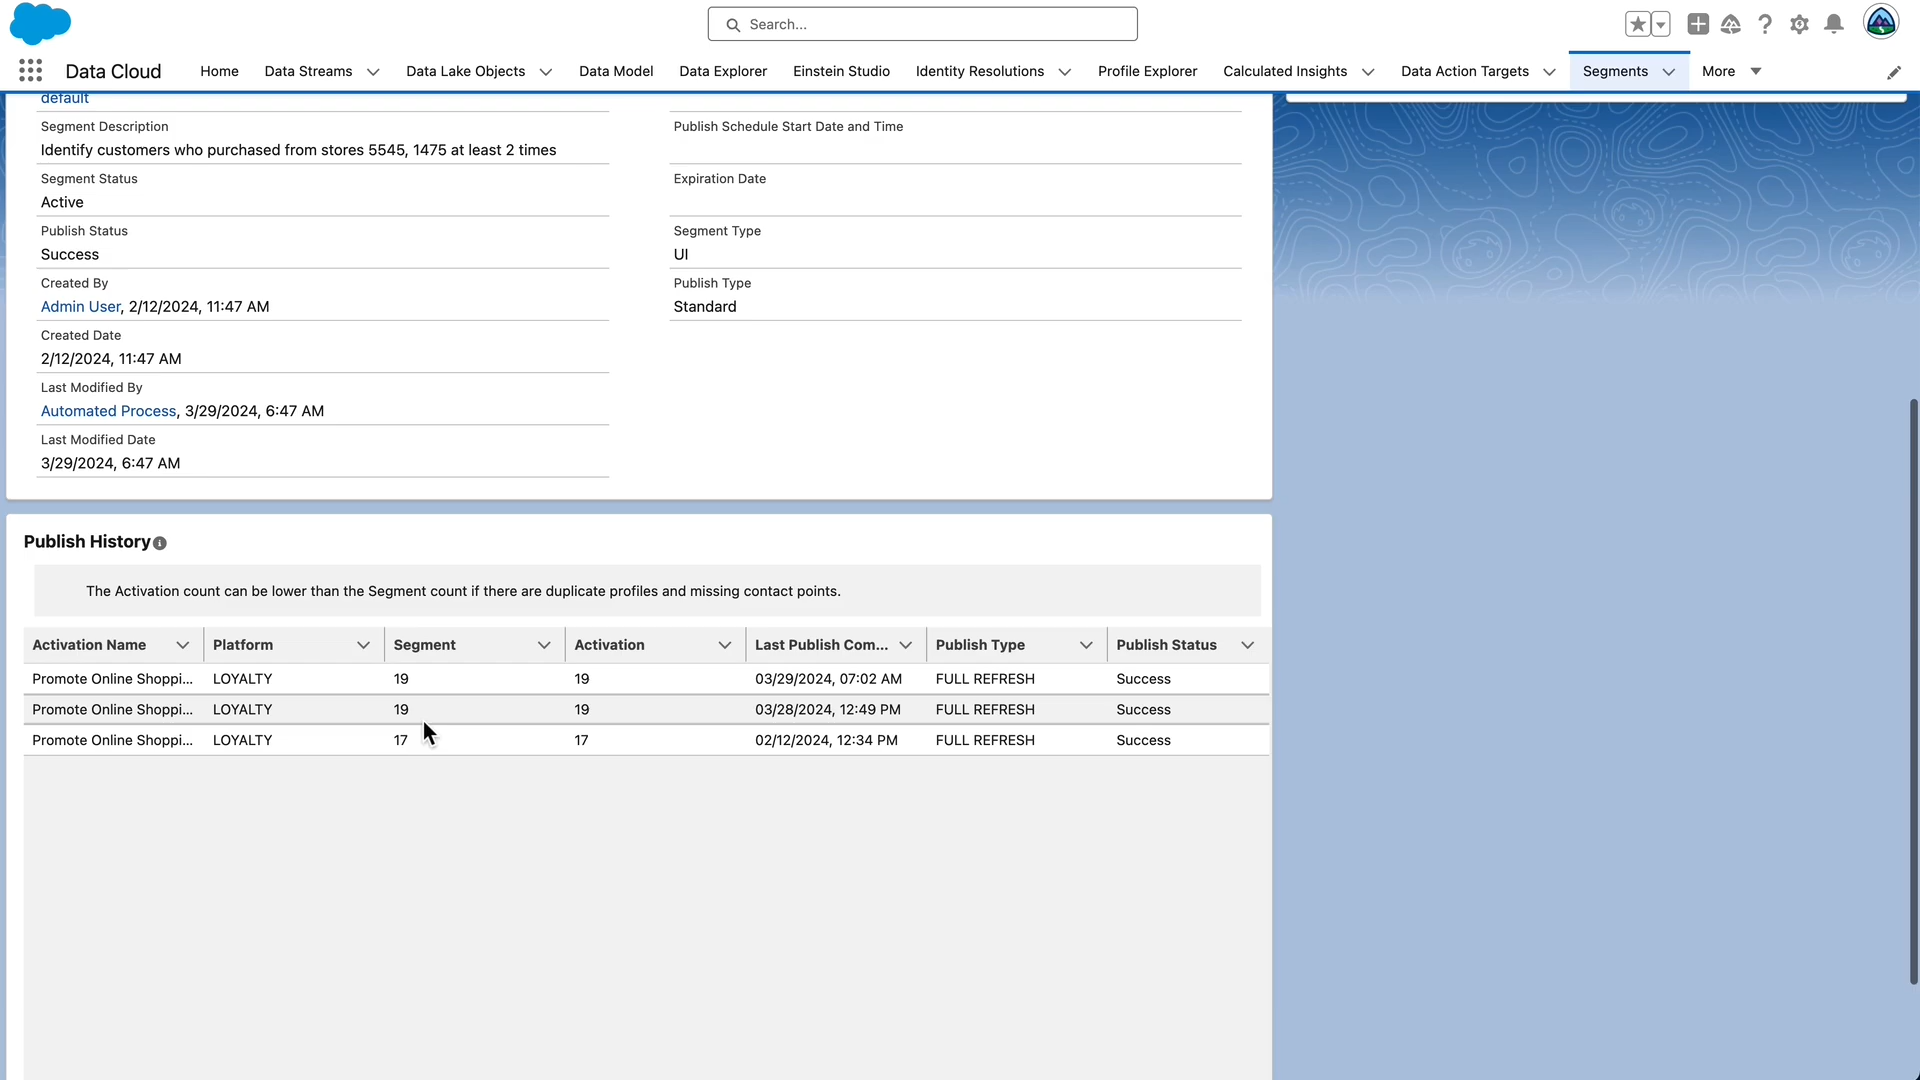 Search...
Data Cloud Home Data Streams Data Lake Objects Data Model Data Explorer Einstein Studio Identity Resolutions Profile Explorer Calculated Insights Data Action Targets Segments More
default
Segment Description
Identify customers who purchased from stores 5545, 1475 at least 2 times
Segment Status
Active
Publish Status
Success
Created By
Admin User, 2/12/2024, 11:47 AM
Created Date
2/12/2024, 11:47 AM
Last Modified By
Automated Process, 3/29/2024, 6:47 AM
Last Modified Date
3/29/2024, 6:47 AM
Publish Schedule Start Date and Time
Expiration Date
Segment Type
UI
Publish Type
Standard
Publish History
The Activation count can be lower than the Segment count if there are duplicate profiles and missing contact points.
Activation Name Platform Segment Activation Last Publish Com... Publish Type Publish Status
Promote Online Shoppi... LOYALTY 19 19 03/29/2024, 07:02 AM FULL REFRESH Success
Promote Online Shoppi... LOYALTY 19 19 03/28/2024, 12:49 PM FULL REFRESH Success
Promote Online Shoppi... LOYALTY 17 17 02/12/2024, 12:34 PM FULL REFRESH Success